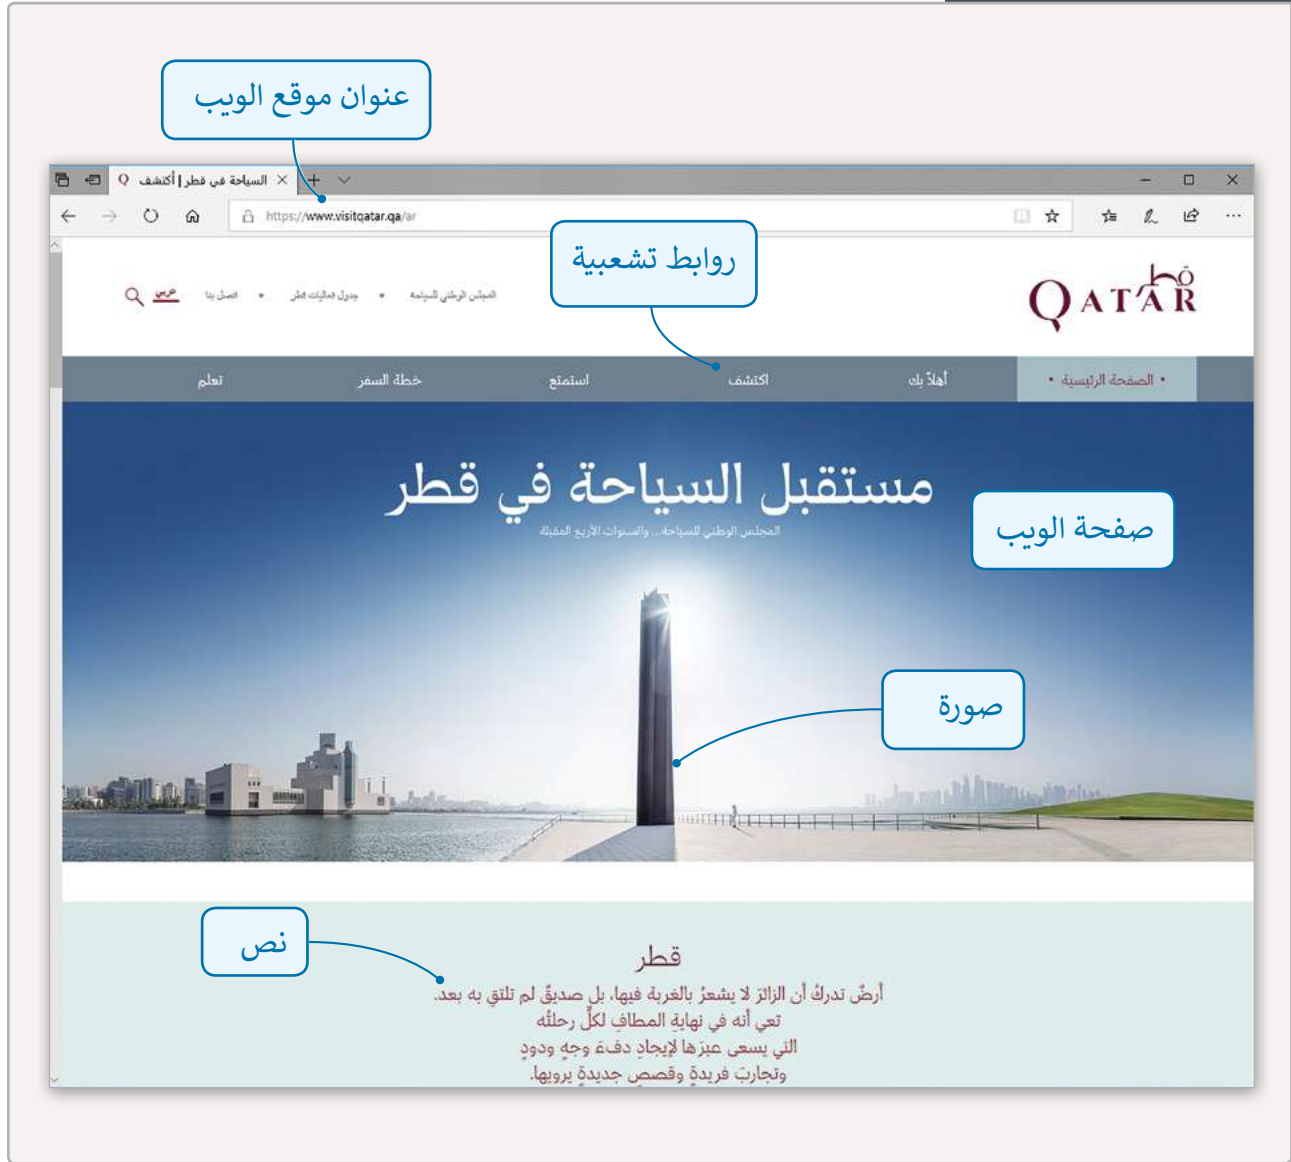 عنوان موقع الويب
السياحة في قطر | أكتشف
https://www.visitqatar.qa/ar
روابط تشعبية
قطر
QATAR
المجلس الوطني للسياحة • جدول فعاليات قطر • اتصل بنا عربي
• الصفحة الرئيسية • أهلاً بك اكتشف استمتع خطة السفر تعلم
مستقبل السياحة في قطر
المجلس الوطني للسياحة... والسنوات الأربع المقبلة
صفحة الويب
صورة
نص
قطر
أرضٌ تدركُ أن الزائرَ لا يشعرُ بالغربة فيها، بل صديقٌ لم تلتقِ به بعد.
تعي أنه في نهايةِ المطافِ لكلِّ رحلتُه
التي يسعى عبرَها لإيجادِ دفءَ وجهٍ ودودٍ
وتجاربَ فريدةٍ وقصصٍ جديدةٍ يرويها.